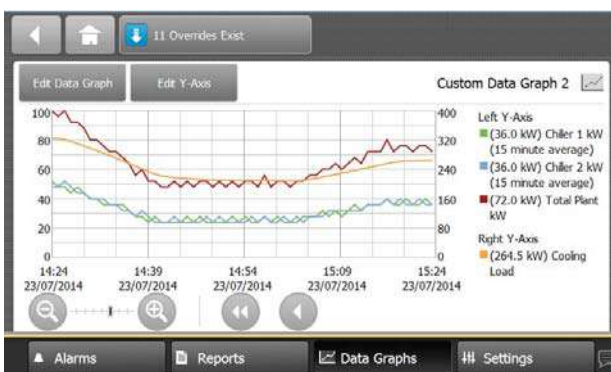 11 Overrides Exist
Edit Data Graph
Edit Y-Axis
Custom Data Graph 2
100
80
60
40
20
0
400
320
240
160
80
0
14:24
23/07/2014
14:39
23/07/2014
14:54
23/07/2014
15:09
23/07/2014
15:24
23/07/2014
Left Y-Axis
(36.0 kW) Chiller 1 kW
(15 minute average)
(36.0 kW) Chiller 2 kW
(15 minute average)
(72.0 kW) Total Plant
kW
Right Y-Axis
(264.5 kW) Cooling
Load
Alarms
Reports
Data Graphs
Settings